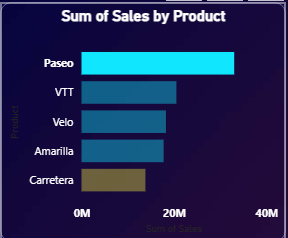 Sum of Sales by Product
Product
Paseo
VTT
Velo
Amarilla
Carretera
0M 20M 40M
Sum of Sales